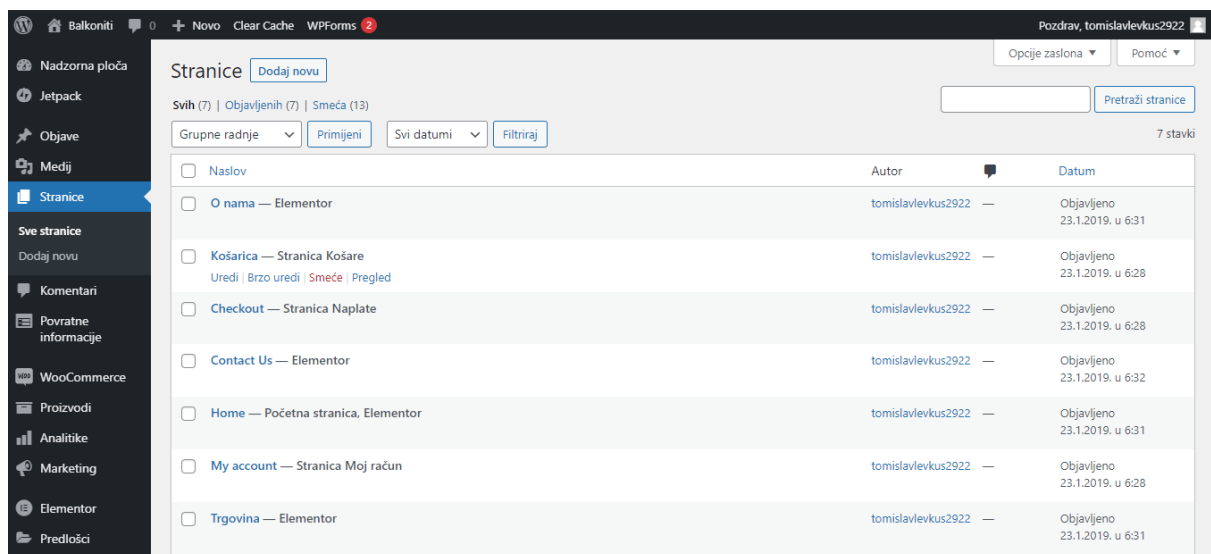 Balkoniti 0 Novo Clear Cache WPForms 2 Pozdrav, tomislavlevkus2922
Opcije zaslona Pomoć
Nadzorna ploča
Jetpack
Objave
Medij
Stranice
Sve stranice
Dodaj novu
Komentari
Povratne
informacije
WooCommerce
Proizvodi
Analitike
Marketing
Elementor
Predlošci
Stranice Dodaj novu
Svih (7) | Objavljenih (7) | Smeća (13)
Pretraži stranice
Grupne radnje Primijeni Svi datumi Filtriraj 7 stavki
Naslov Autor Datum
O nama — Elementor tomislavlevkus2922 — Objavljeno
23.1.2019. u 6:31
Košarica — Stranica Košare tomislavlevkus2922 — Objavljeno
Uredi | Brzo uredi | Smeće | Pregled 23.1.2019. u 6:28
Checkout — Stranica Naplate tomislavlevkus2922 — Objavljeno
23.1.2019. u 6:28
Contact Us — Elementor tomislavlevkus2922 — Objavljeno
23.1.2019. u 6:32
Home — Početna stranica, Elementor tomislavlevkus2922 — Objavljeno
23.1.2019. u 6:31
My account — Stranica Moj račun tomislavlevkus2922 — Objavljeno
23.1.2019. u 6:28
Trgovina — Elementor tomislavlevkus2922 — Objavljeno
23.1.2019. u 6:31